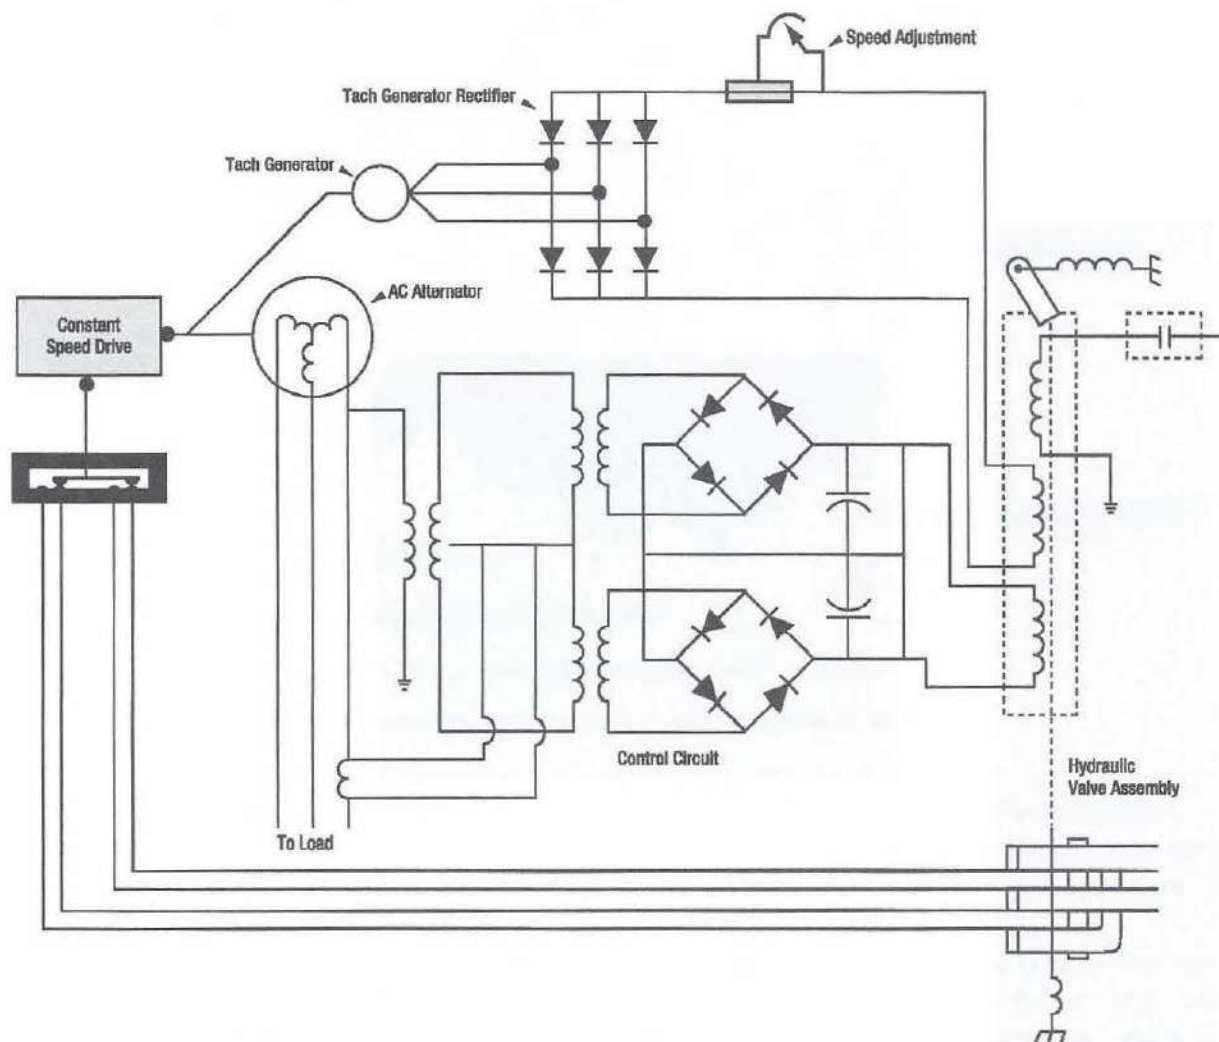 Speed Adjustment
Tach Generator Rectifier
Tach Generator
AC Alternator
Constant
Speed Drive
Control Circuit
Hydraulic
Valve Assembly
To Load